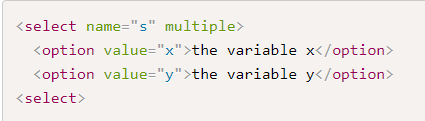 <select name="s" multiple>
  <option value="x">the variable x</option>
  <option value="y">the variable y</option>
<select>